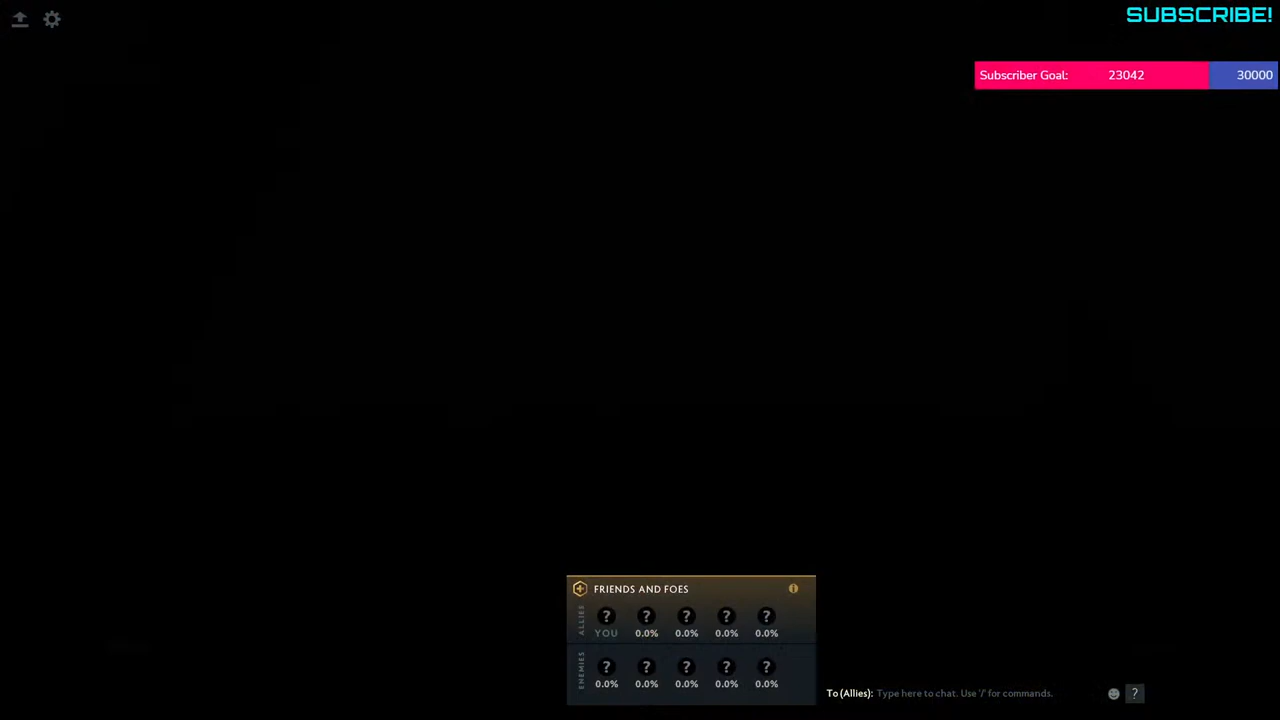 SUBSCRIBE!
Subscriber Goal: 23042 30000
FRIENDS AND FOES
ALLIES
? ? ? ? ?
YOU 0.0% 0.0% 0.0% 0.0%
ENEMIES
? ? ? ? ?
0.0% 0.0% 0.0% 0.0% 0.0%
To (Allies): Type here to chat. Use '/' for commands. ?